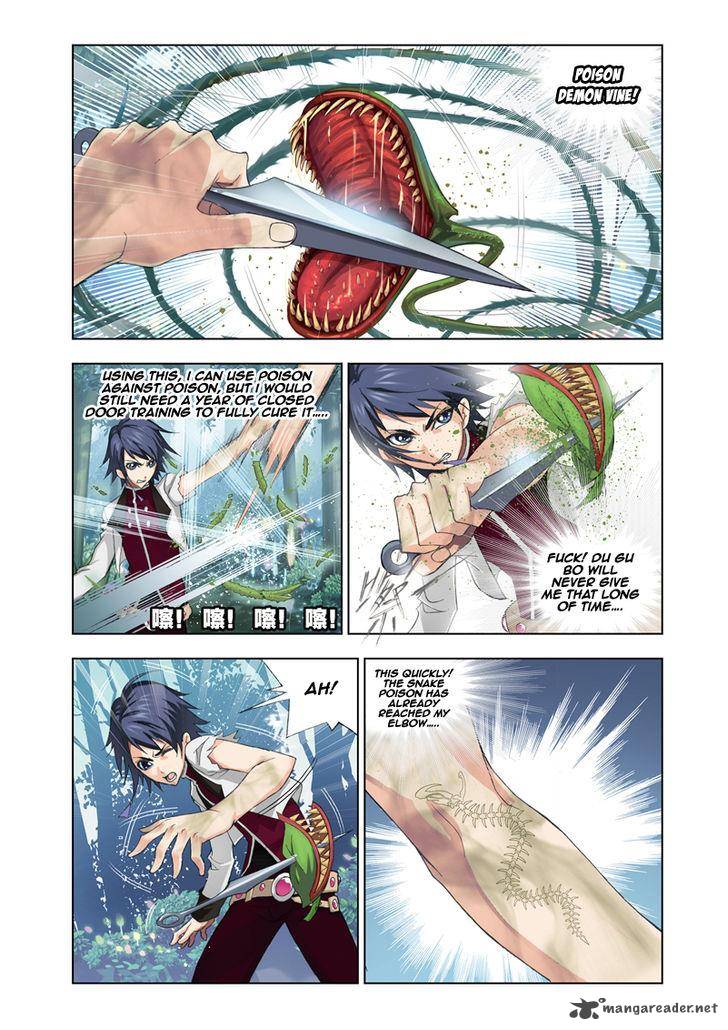 POISON
DEMON VINE!
USING THIS, I CAN USE POISON
AGAINST POISON, BUT I WOULD
STILL NEED A YEAR OF CLOSED
DOOR TRAINING TO FULLY CURE IT.....
嚓! 嚓! 嚓! 嚓!
FUCK! DU GU
BO WILL
NEVER GIVE
ME THAT LONG
OF TIME....
AH!
THIS QUICKLY!
THE SNAKE
POISON HAS
ALREADY
REACHED MY
ELBOW.....
mangareader.net